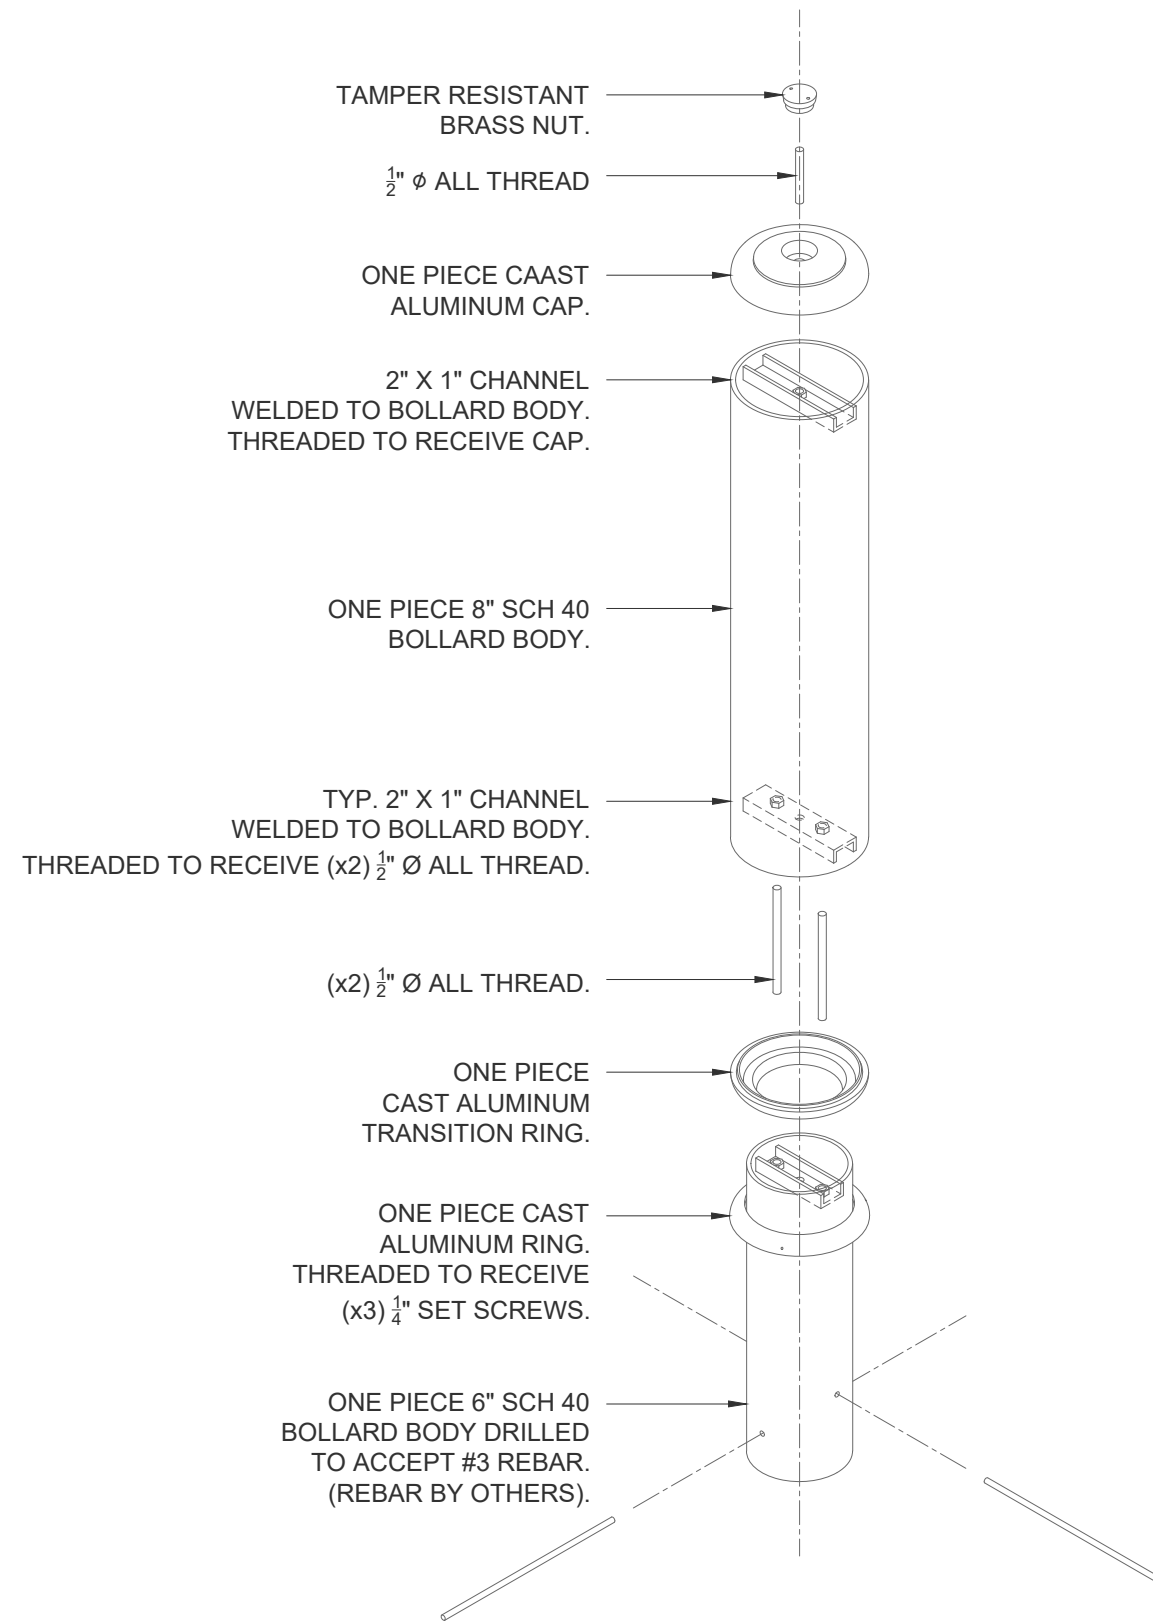 TAMPER RESISTANT
BRASS NUT.
1/2" ⌀ ALL THREAD
ONE PIECE CAAST
ALUMINUM CAP.
2" X 1" CHANNEL
WELDED TO BOLLARD BODY.
THREADED TO RECEIVE CAP.
ONE PIECE 8" SCH 40
BOLLARD BODY.
TYP. 2" X 1" CHANNEL
WELDED TO BOLLARD BODY.
THREADED TO RECEIVE (x2) 1/2" Ø ALL THREAD.
(x2) 1/2" Ø ALL THREAD.
ONE PIECE
CAST ALUMINUM
TRANSITION RING.
ONE PIECE CAST
ALUMINUM RING.
THREADED TO RECEIVE
(x3) 1/4" SET SCREWS.
ONE PIECE 6" SCH 40
BOLLARD BODY DRILLED
TO ACCEPT #3 REBAR.
(REBAR BY OTHERS).